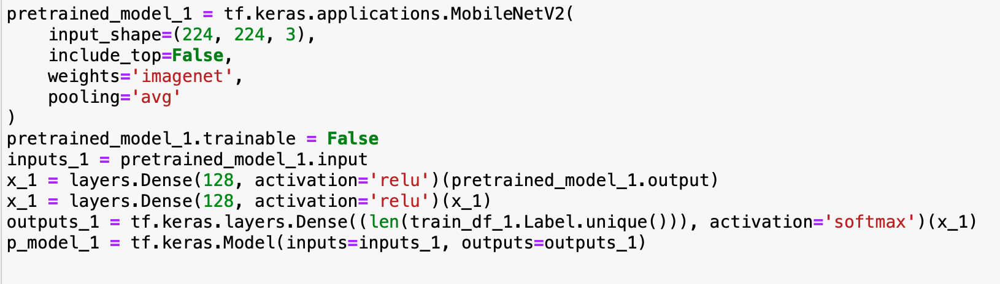 pretrained_model_1 = tf.keras.applications.MobileNetV2(
    input_shape=(224, 224, 3),
    include_top=False,
    weights='imagenet',
    pooling='avg'
)
pretrained_model_1.trainable = False
inputs_1 = pretrained_model_1.input
x_1 = layers.Dense(128, activation='relu')(pretrained_model_1.output)
x_1 = layers.Dense(128, activation='relu')(x_1)
outputs_1 = tf.keras.layers.Dense((len(train_df_1.Label.unique())), activation='softmax')(x_1)
p_model_1 = tf.keras.Model(inputs=inputs_1, outputs=outputs_1)